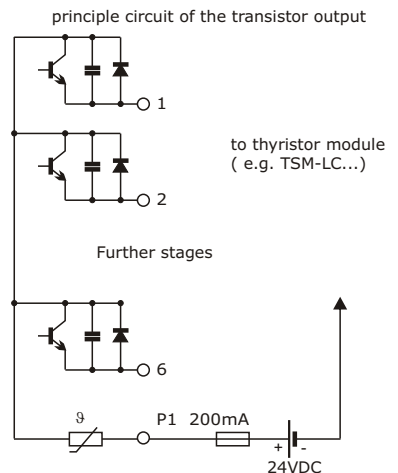 principle circuit of the transistor output
1
to thyristor module
( e.g. TSM-LC...)
2
Further stages
6
ϑ P1 200mA
+ -
24VDC